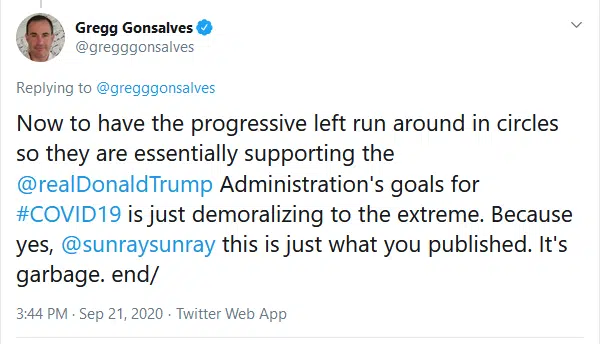 Gregg Gonsalves
@gregggonsalves
Replying to @gregggonsalves
Now to have the progressive left run around in circles
so they are essentially supporting the
@realDonaldTrump Administration's goals for
#COVID19 is just demoralizing to the extreme. Because
yes, @sunraysunray this is just what you published. It's
garbage. end/
3:44 PM · Sep 21, 2020 · Twitter Web App